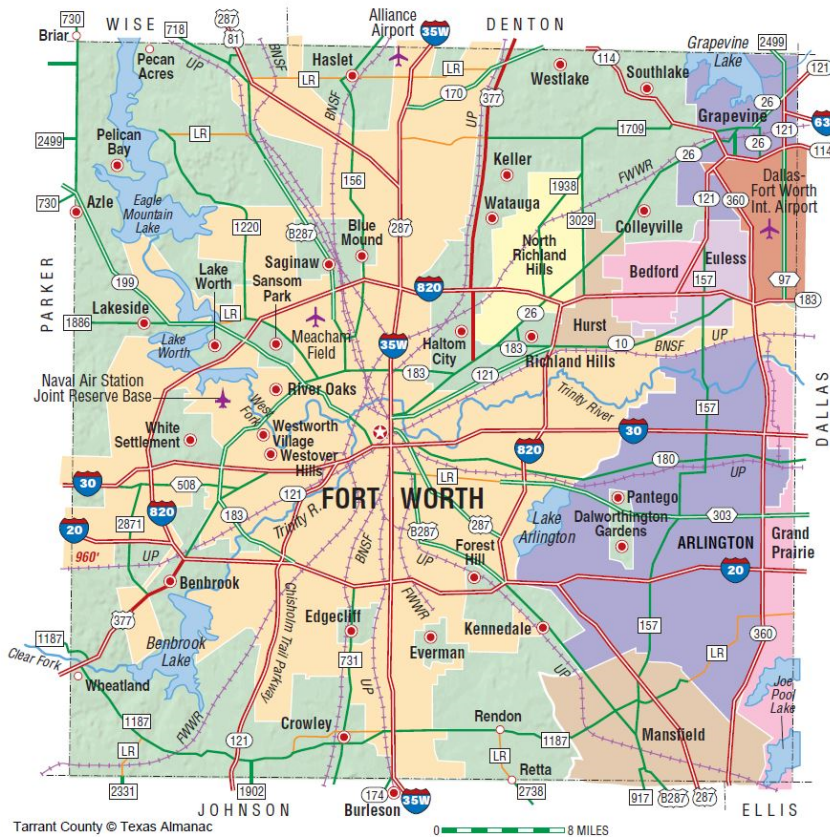 WISE
DENTON
730
Briar
718
287
81
BNSF
UP
Alliance
Airport
35W
Grapevine
Lake
2499
Pecan
Acres
LR
Haslet
LR
114
Westlake
Southlake
121
170
377
26
Grapevine
63
121
114
2499
LR
Pelican
Bay
BNSF
UP
1709
26
FWWR
26
Keller
156
1938
Dallas-
Fort Worth
Int. Airport
730
Azle
Eagle
Mountain
Lake
1220
B287
Blue
Mound
287
Watauga
3029
121
360
Colleyville
North
Richland
Hills
Bedford
Euless
PARKER
199
Lake
Worth
Saginaw
Sansom
Park
820
157
97
183
1886
Lakeside
LR
Lake
Worth
Meacham
Field
35W
Haltom
City
26
183
Hurst
Richland Hills
10
BNSF
UP
Naval Air Station
Joint Reserve Base
River Oaks
183
121
Trinity River
West
Fork
White
Settlement
Westworth
Village
Westover
Hills
157
DALLAS
30
820
180
UP
30
508
LR
20
820
2871
183
121
Trinity R.
FORT WORTH
Pantego
303
960'
UP
BNSF
B287
287
UP
Forest
Hill
Lake
Arlington
Dalworthington
Gardens
ARLINGTON
Grand
Prairie
20
Benbrook
Chisholm Trail Parkway
FWWR
377
Benbrook
Lake
Edgecliff
Everman
Kennedale
157
360
1187
Clear Fork
Wheatland
731
UP
UP
LR
Joe
Pool
Lake
1187
FWWR
Crowley
Rendon
1187
Mansfield
LR
121
LR
LR
Retta
2331
1902
JOHNSON
174
Burleson
35W
2738
917
B287
287
ELLIS
Tarrant County © Texas Almanac
0
8 MILES